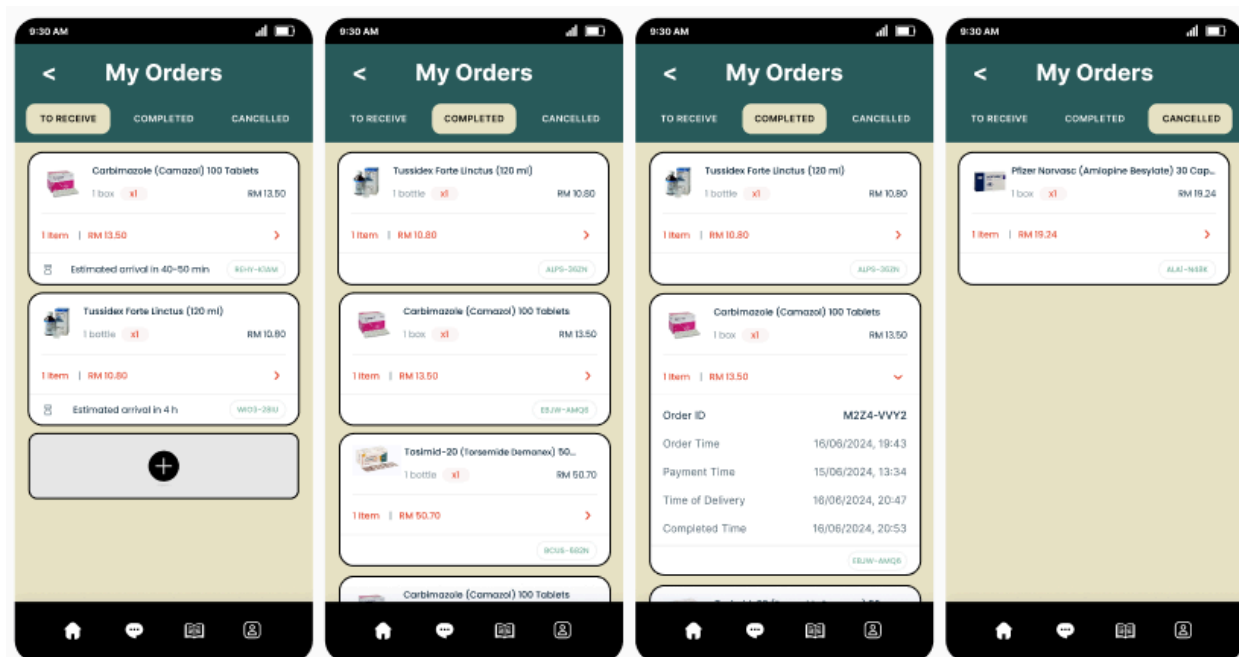 9:30 AM
< My Orders
TO RECEIVE COMPLETED CANCELLED
Carbimazole (Camazol) 100 Tablets
1 box x1 RM 13.50
1 Item | RM 13.50 >
Estimated arrival in 40-50 min REHY-K1AM
Tussidex Forte Linctus (120 ml)
1 bottle x1 RM 10.80
1 Item | RM 10.80 >
Estimated arrival in 4 h
9:30 AM
< My Orders
TO RECEIVE COMPLETED CANCELLED
Tussidex Forte Linctus (120 ml)
1 bottle x1 RM 10.80
1 Item | RM 10.80 >
ALPS-362N
Carbimazole (Camazol) 100 Tablets
1 box x1 RM 13.50
1 Item | RM 13.50 >
EBJW-AMQ6
Tosimid-20 (Torsemide Demanex) 50...
1 bottle x1 RM 50.70
1 Item | RM 50.70 >
Carbimazole (Camazol) 100 Tablets
9:30 AM
< My Orders
TO RECEIVE COMPLETED CANCELLED
Tussidex Forte Linctus (120 ml)
1 bottle x1 RM 10.80
1 Item | RM 10.80 >
ALPS-362N
Carbimazole (Camazol) 100 Tablets
1 box x1 RM 13.50
1 Item | RM 13.50
Order ID M2Z4-VVY2
Order Time 16/06/2024, 19:43
Payment Time 15/06/2024, 13:34
Time of Delivery 16/06/2024, 20:47
Completed Time 16/06/2024, 20:53
EBJW-AMQ6
9:30 AM
< My Orders
TO RECEIVE COMPLETED CANCELLED
Pfizer Norvasc (Amlopine Besylate) 30 Cap...
1 box x1 RM 19.24
1 Item | RM 19.24 >